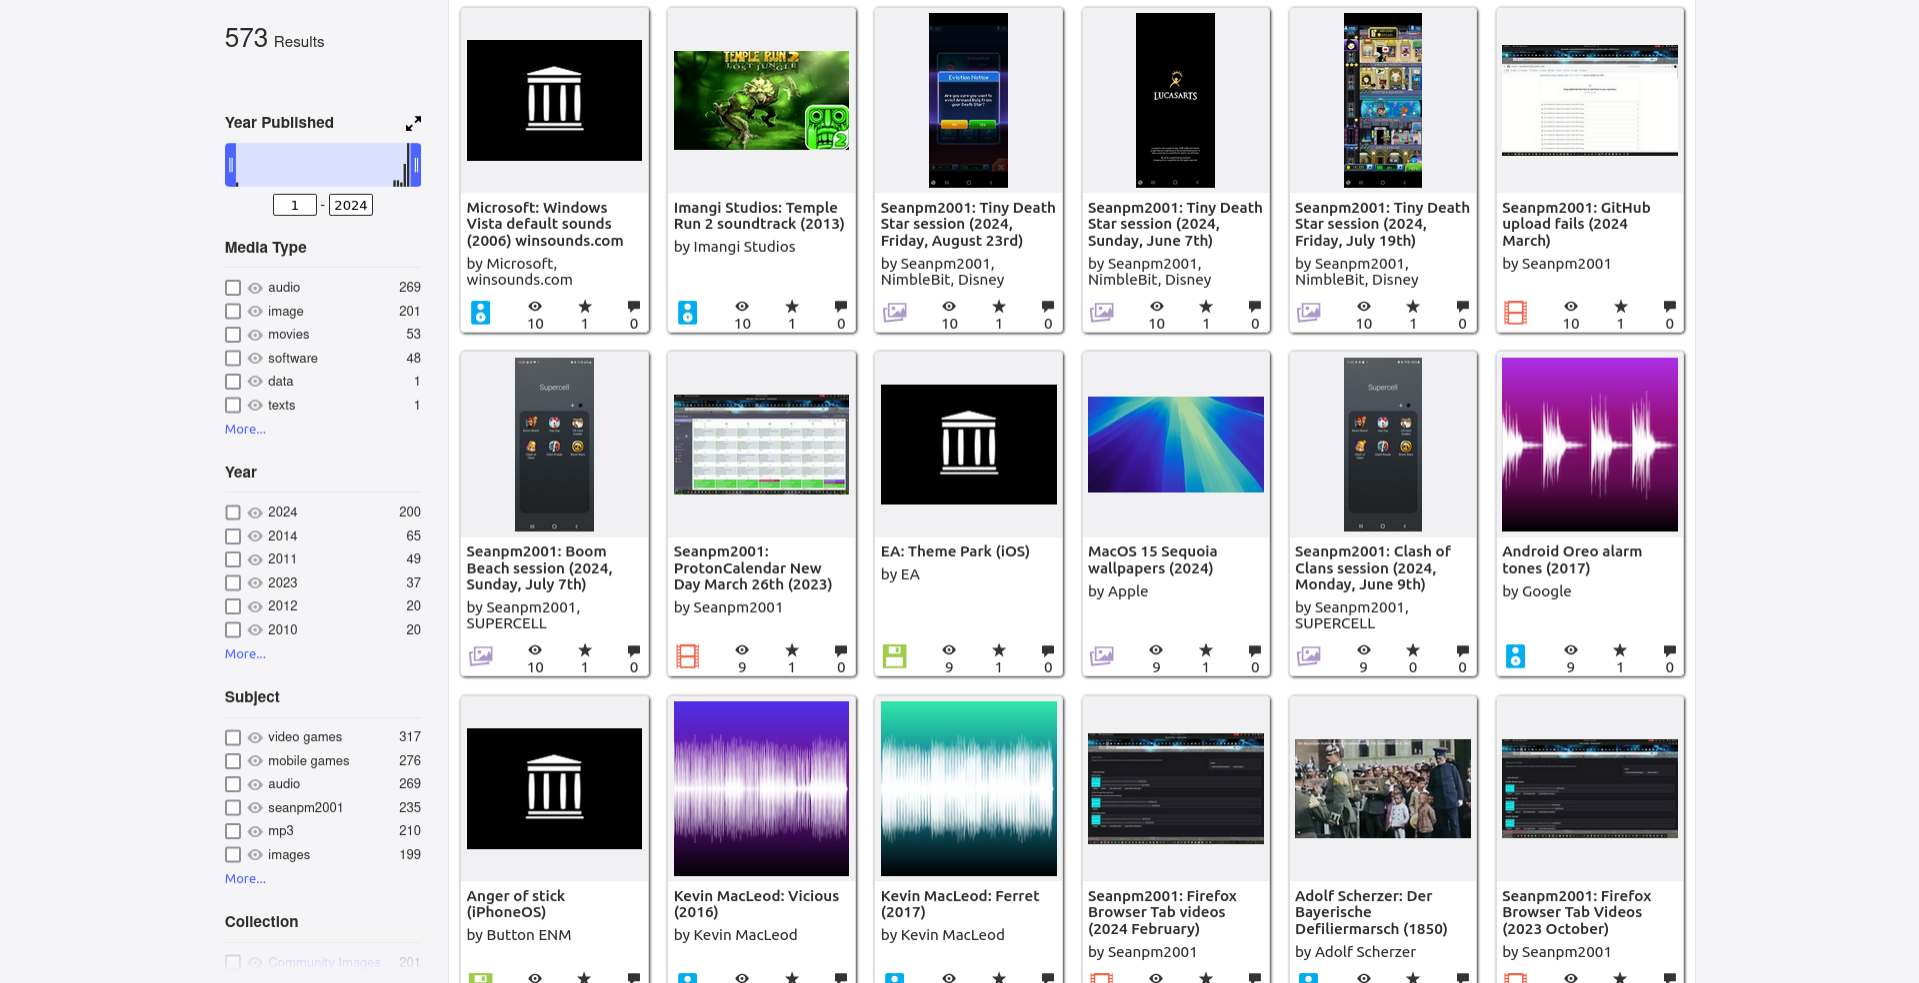 573 Results
Year Published
1 - 2024
Media Type
audio 269
image 201
movies 53
software 48
data 1
texts 1
More...
Year
2024 200
2014 65
2011 49
2023 37
2012 20
2010 20
More...
Subject
video games 317
mobile games 276
audio 269
seanpm2001 235
mp3 210
images 199
More...
Collection
Community Images 201
Microsoft: Windows
Vista default sounds
(2006) winsounds.com
by Microsoft,
winsounds.com
10 1 0
TEMPLE RUN 2
LOST JUNGLE
2
Imangi Studios: Temple
Run 2 soundtrack (2013)
by Imangi Studios
10 1 0
Eviction Notice
Seanpm2001: Tiny Death
Star session (2024,
Friday, August 23rd)
by Seanpm2001,
NimbleBit, Disney
10 1 0
LUCASARTS
Seanpm2001: Tiny Death
Star session (2024,
Sunday, June 7th)
by Seanpm2001,
NimbleBit, Disney
10 1 0
Seanpm2001: Tiny Death
Star session (2024,
Friday, July 19th)
by Seanpm2001,
NimbleBit, Disney
10 1 0
Seanpm2001: GitHub
upload fails (2024
March)
by Seanpm2001
10 1 0
Supercell
Seanpm2001: Boom
Beach session (2024,
Sunday, July 7th)
by Seanpm2001,
SUPERCELL
10 1 0
Seanpm2001:
ProtonCalendar New
Day March 26th (2023)
by Seanpm2001
9 1 0
EA: Theme Park (iOS)
by EA
9 1 0
MacOS 15 Sequoia
wallpapers (2024)
by Apple
9 1 0
Supercell
Seanpm2001: Clash of
Clans session (2024,
Monday, June 9th)
by Seanpm2001,
SUPERCELL
9 0 0
Android Oreo alarm
tones (2017)
by Google
9 1 0
Anger of stick
(iPhoneOS)
by Button ENM
Kevin MacLeod: Vicious
(2016)
by Kevin MacLeod
Kevin MacLeod: Ferret
(2017)
by Kevin MacLeod
Seanpm2001: Firefox
Browser Tab videos
(2024 February)
by Seanpm2001
Adolf Scherzer: Der
Bayerische
Defiliermarsch (1850)
by Adolf Scherzer
Seanpm2001: Firefox
Browser Tab Videos
(2023 October)
by Seanpm2001